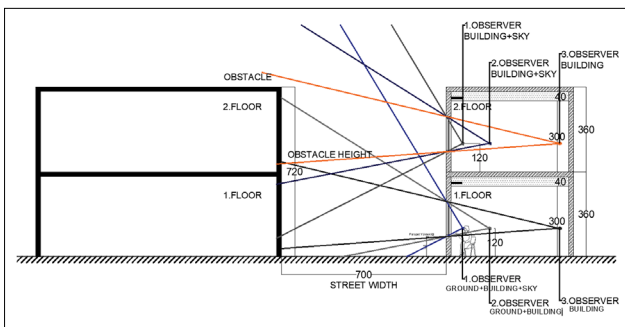 1.OBSERVER
BUILDING+SKY
2.OBSERVER
BUILDING+SKY
3.OBSERVER
BUILDING
OBSTACLE
2.FLOOR
2.FLOOR
40
300
360
120
OBSTACLE HEIGHT
720
1.FLOOR
1.FLOOR
40
300
360
120
700
STREET WIDTH
1.OBSERVER
GROUND+BUILDING+SKY
2.OBSERVER
GROUND+BUILDING
3.OBSERVER
BUILDING